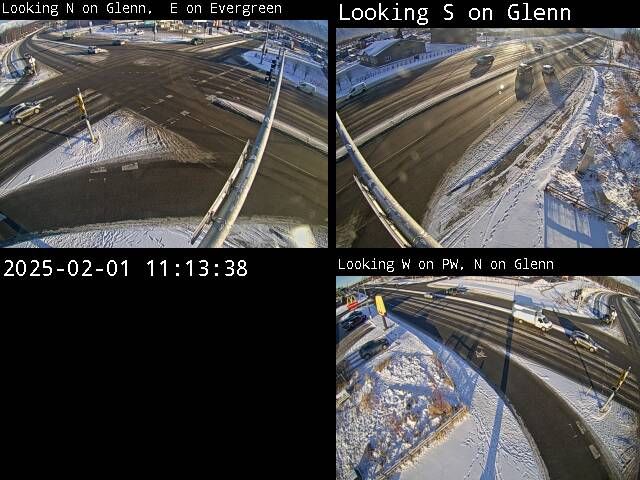 Looking N on Glenn,  E on Evergreen
Looking S on Glenn
2025-02-01 11:13:38
Looking W on PW, N on Glenn